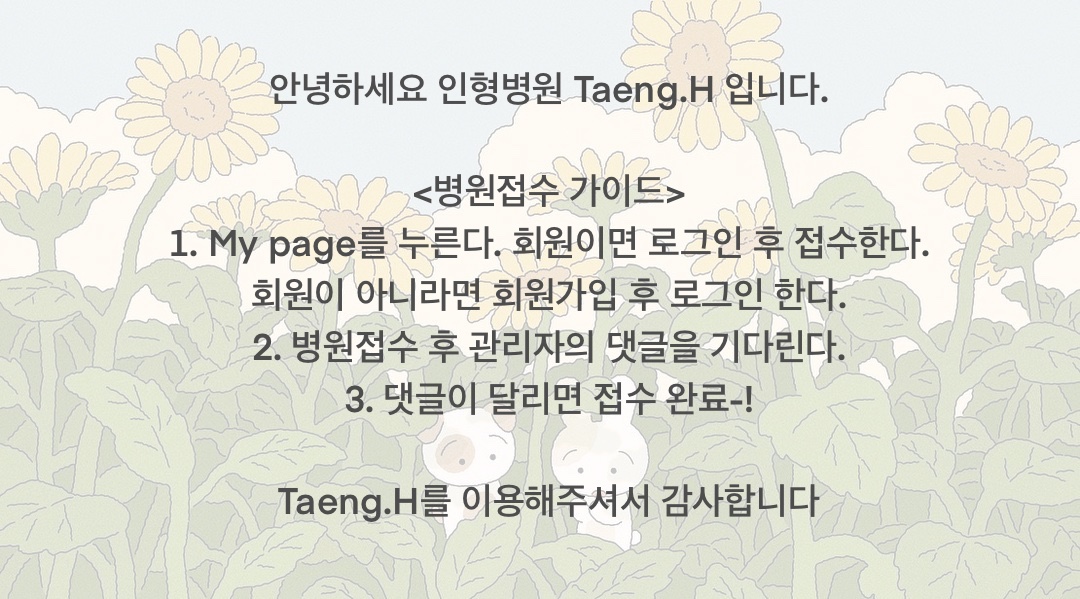 안녕하세요 인형병원 Taeng.H 입니다.
<병원접수 가이드>
1. My page를 누른다. 회원이면 로그인 후 접수한다.
회원이 아니라면 회원가입 후 로그인 한다.
2. 병원접수 후 관리자의 댓글을 기다린다.
3. 댓글이 달리면 접수 완료-!
Taeng.H를 이용해주셔서 감사합니다